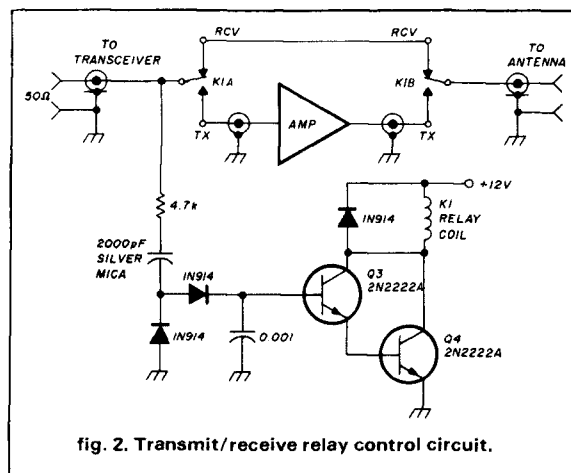 TO
TRANSCEIVER
50Ω
RCV
RCV
K1A
K1B
TO
ANTENNA
TX
AMP
TX
4.7k
2000pF
SILVER
MICA
1N914
1N914
0.001
1N914
+12V
K1
RELAY
COIL
Q3
2N2222A
Q4
2N2222A
fig. 2. Transmit/receive relay control circuit.